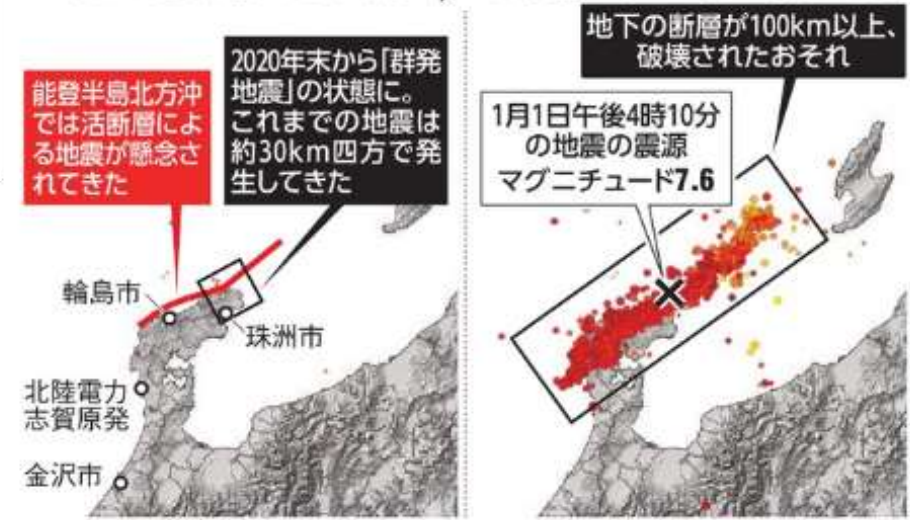 能登半島北方沖
では活断層によ
る地震が懸念さ
れてきた
2020年末から「群発
地震」の状態に。
これまでの地震は
約30km四方で発
生してきた
輪島市
珠洲市
北陸電力
志賀原発
金沢市
地下の断層が100km以上、
破壊されたおそれ
1月1日午後4時10分
の地震の震源
マグニチュード7.6